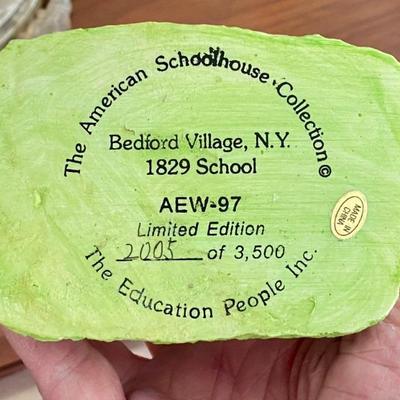 The American Schoolhouse Collection©
Bedford Village, N.Y.
1829 School
AEW-97
Limited Edition
2005 of 3,500
The Education People Inc.
MADE IN
CHINA